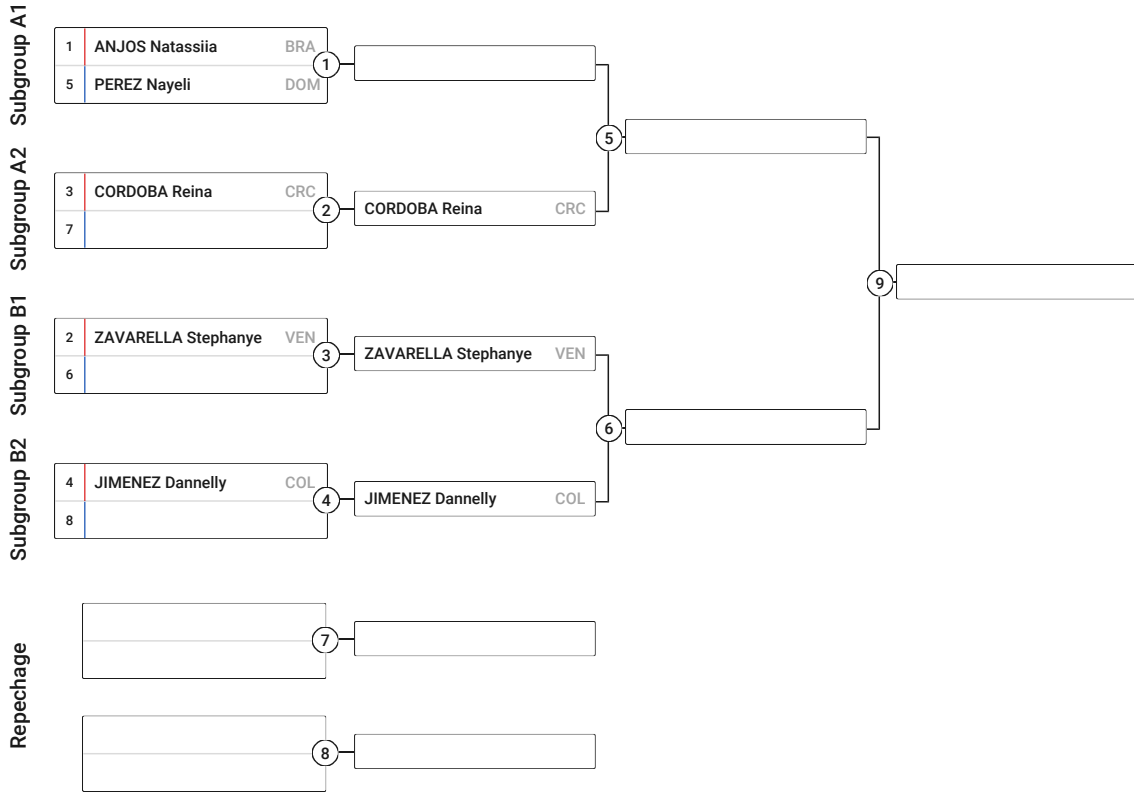 Subgroup A1
1 ANJOS Natassiia BRA
5 PEREZ Nayeli DOM
1
5
Subgroup A2
3 CORDOBA Reina CRC
7
2
CORDOBA Reina CRC
9
Subgroup B1
2 ZAVARELLA Stephanye VEN
6
3
ZAVARELLA Stephanye VEN
6
Subgroup B2
4 JIMENEZ Dannelly COL
8
4
JIMENEZ Dannelly COL
Repechage
7
8